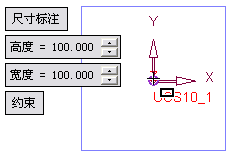 尺寸标注
高度 = 100.000
宽度 = 100.000
约束
Y
X
UCS10_1